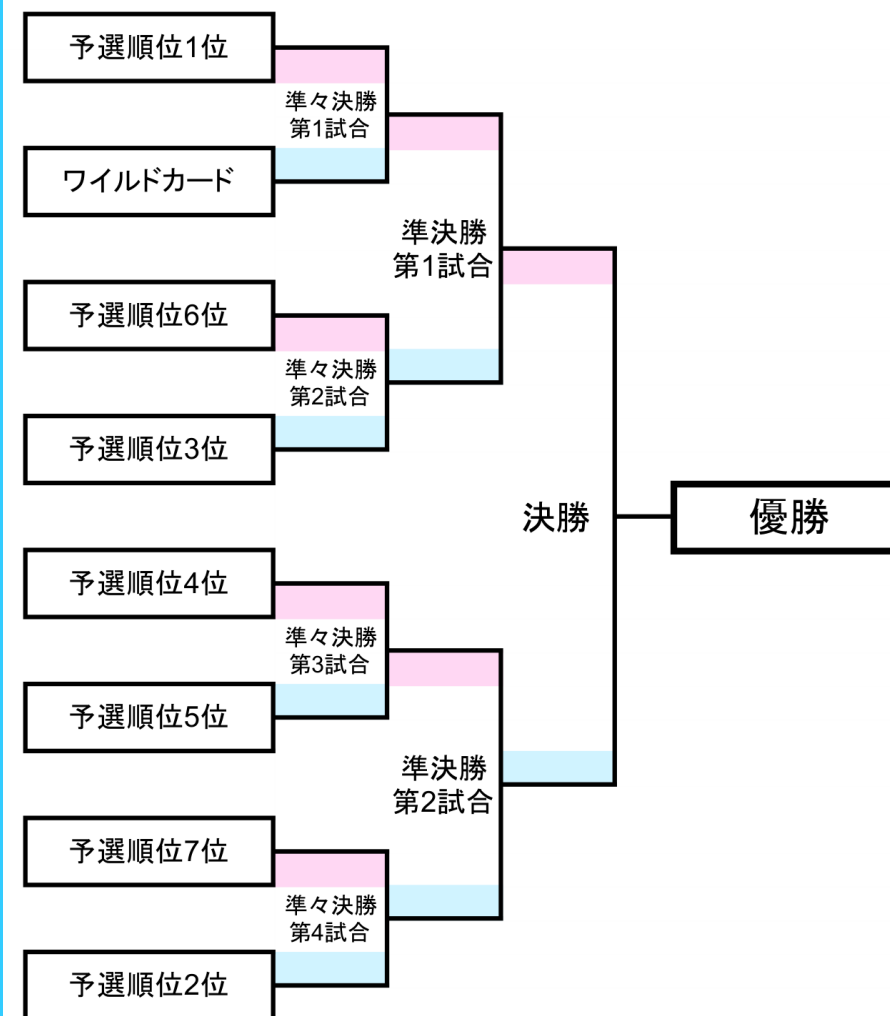 予選順位1位
準々決勝
第1試合
ワイルドカード
準決勝
第1試合
予選順位6位
準々決勝
第2試合
予選順位3位
決勝
優勝
予選順位4位
準々決勝
第3試合
予選順位5位
準決勝
第2試合
予選順位7位
準々決勝
第4試合
予選順位2位